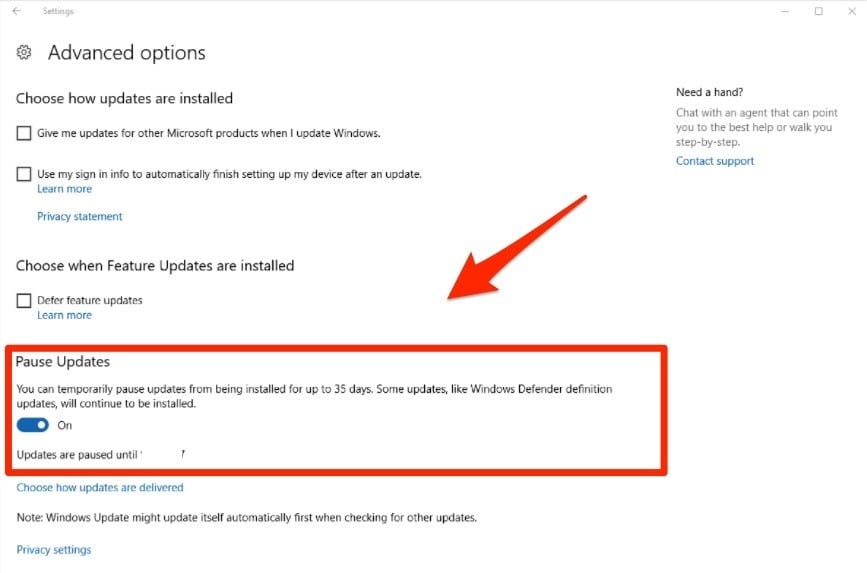 Settings
Advanced options
Choose how updates are installed
Give me updates for other Microsoft products when I update Windows.
Use my sign in info to automatically finish setting up my device after an update.
Learn more
Privacy statement
Choose when Feature Updates are installed
Defer feature updates
Learn more
Pause Updates
You can temporarily pause updates from being installed for up to 35 days. Some updates, like Windows Defender definition
updates, will continue to be installed.
On
Updates are paused until
Choose how updates are delivered
Note: Windows Update might update itself automatically first when checking for other updates.
Privacy settings
Need a hand?
Chat with an agent that can point
you to the best help or walk you
step-by-step.
Contact support